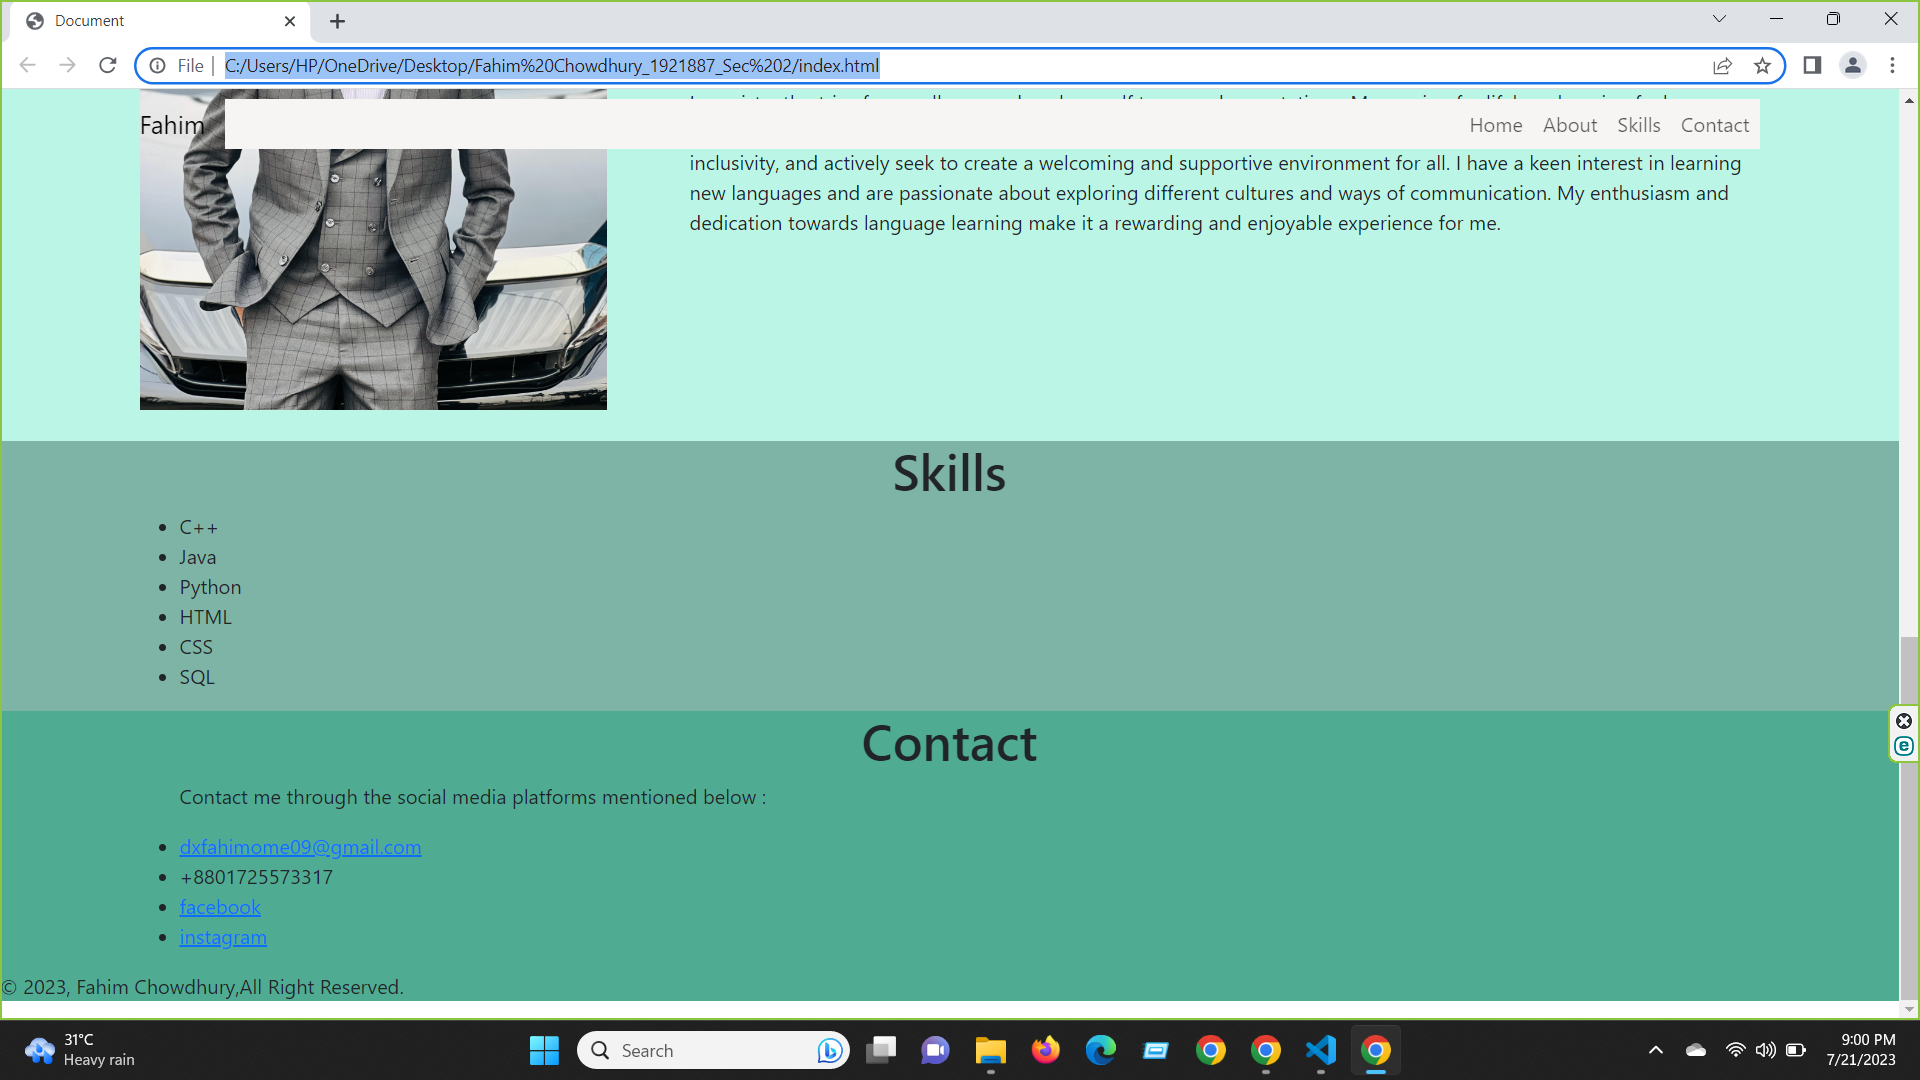 Document
File
C:/Users/HP/OneDrive/Desktop/Fahim%20Chowdhury_1921887_Sec%202/index.html
Fahim
Home About Skills Contact
inclusivity, and actively seek to create a welcoming and supportive environment for all. I have a keen interest in learning
new languages and are passionate about exploring different cultures and ways of communication. My enthusiasm and
dedication towards language learning make it a rewarding and enjoyable experience for me.
Skills
C++
Java
Python
HTML
CSS
SQL
Contact
Contact me through the social media platforms mentioned below :
dxfahimome09@gmail.com
+8801725573317
facebook
instagram
© 2023, Fahim Chowdhury,All Right Reserved.
31°C
Heavy rain
Search
9:00 PM
7/21/2023